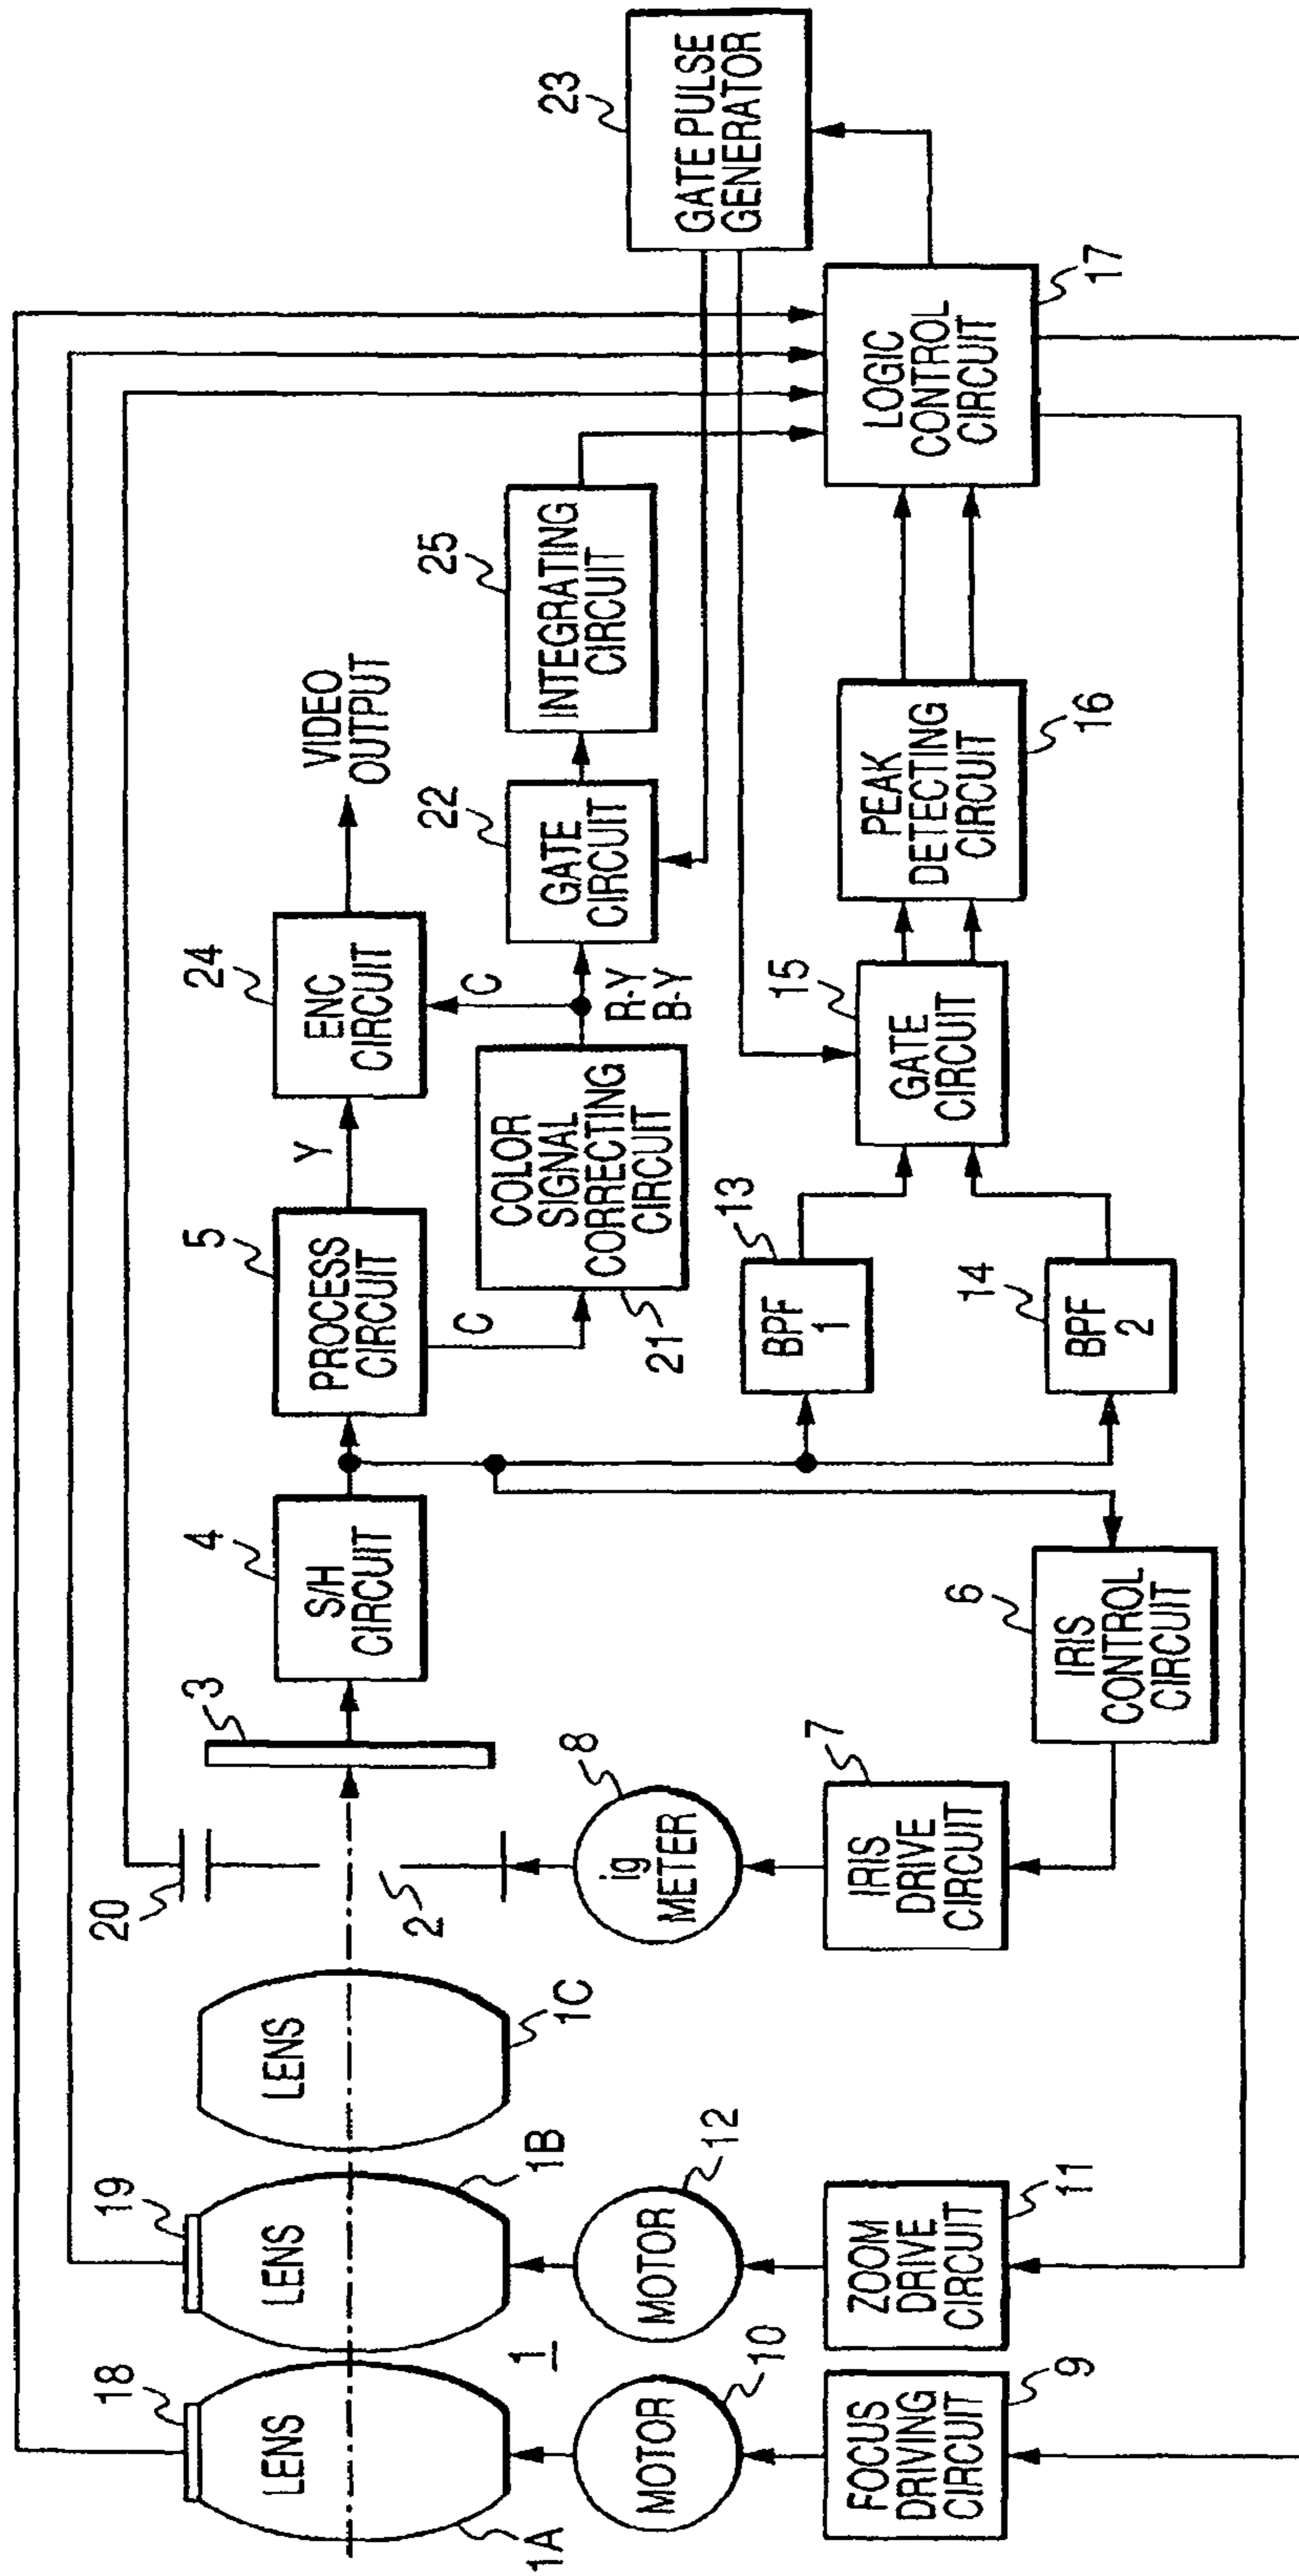 18
LENS
1A
19
LENS
1B
LENS
1C
1
20
2
3
4
S/H
CIRCUIT
5
PROCESS
CIRCUIT
Y
24
ENC
CIRCUIT
VIDEO
OUTPUT
C
C
COLOR
SIGNAL
CORRECTING
CIRCUIT
21
R-Y
B-Y
22
GATE
CIRCUIT
25
INTEGRATING
CIRCUIT
23
GATE PULSE
GENERATOR
MOTOR
10
MOTOR
12
ig
METER
8
FOCUS
DRIVING
CIRCUIT
9
ZOOM
DRIVE
CIRCUIT
11
IRIS
DRIVE
CIRCUIT
7
IRIS
CONTROL
CIRCUIT
6
BPF
1
13
BPF
2
14
15
GATE
CIRCUIT
PEAK
DETECTING
CIRCUIT
16
LOGIC
CONTROL
CIRCUIT
17